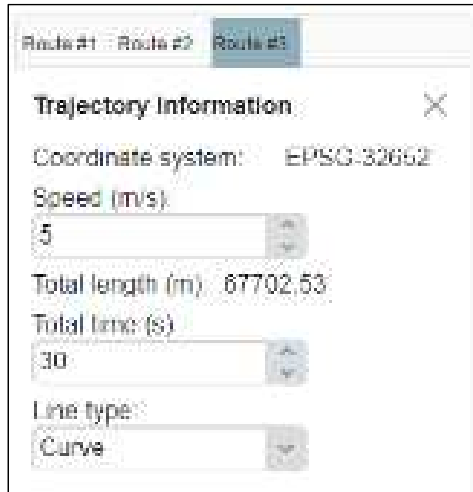 Route #1 Route #2 Route #3
Trajectory Information
Coordinate system: EPSG-32652
Speed (m/s)
5
Total length (m) 67702,53
Total time (s)
30
Line type:
Curve